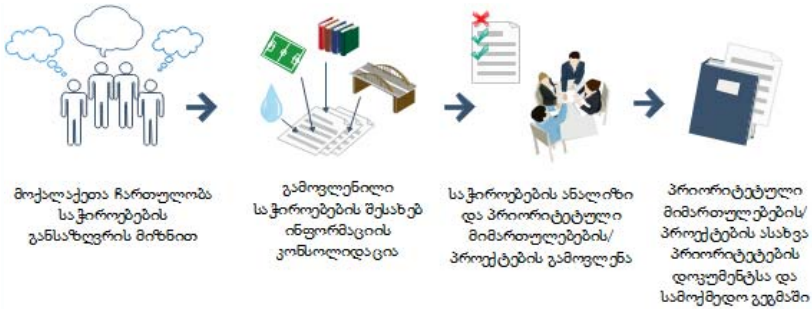 მოქალაქეთა ჩართულობა
საჭიროებების
განსაზღვრის მიზნით
გამოვლენილი
საჭიროებების შესახებ
ინფორმაციის
კონსოლიდაცია
საჭიროებების ანალიზი
და პრიორიტეტული
მიმართულებების/
პროექტების გამოვლენა
პრიორიტეტული
მიმართულებების/
პროექტების ასახვა
პრიორიტეტების
დოკუმენტსა და
სამოქმედო გეგმაში